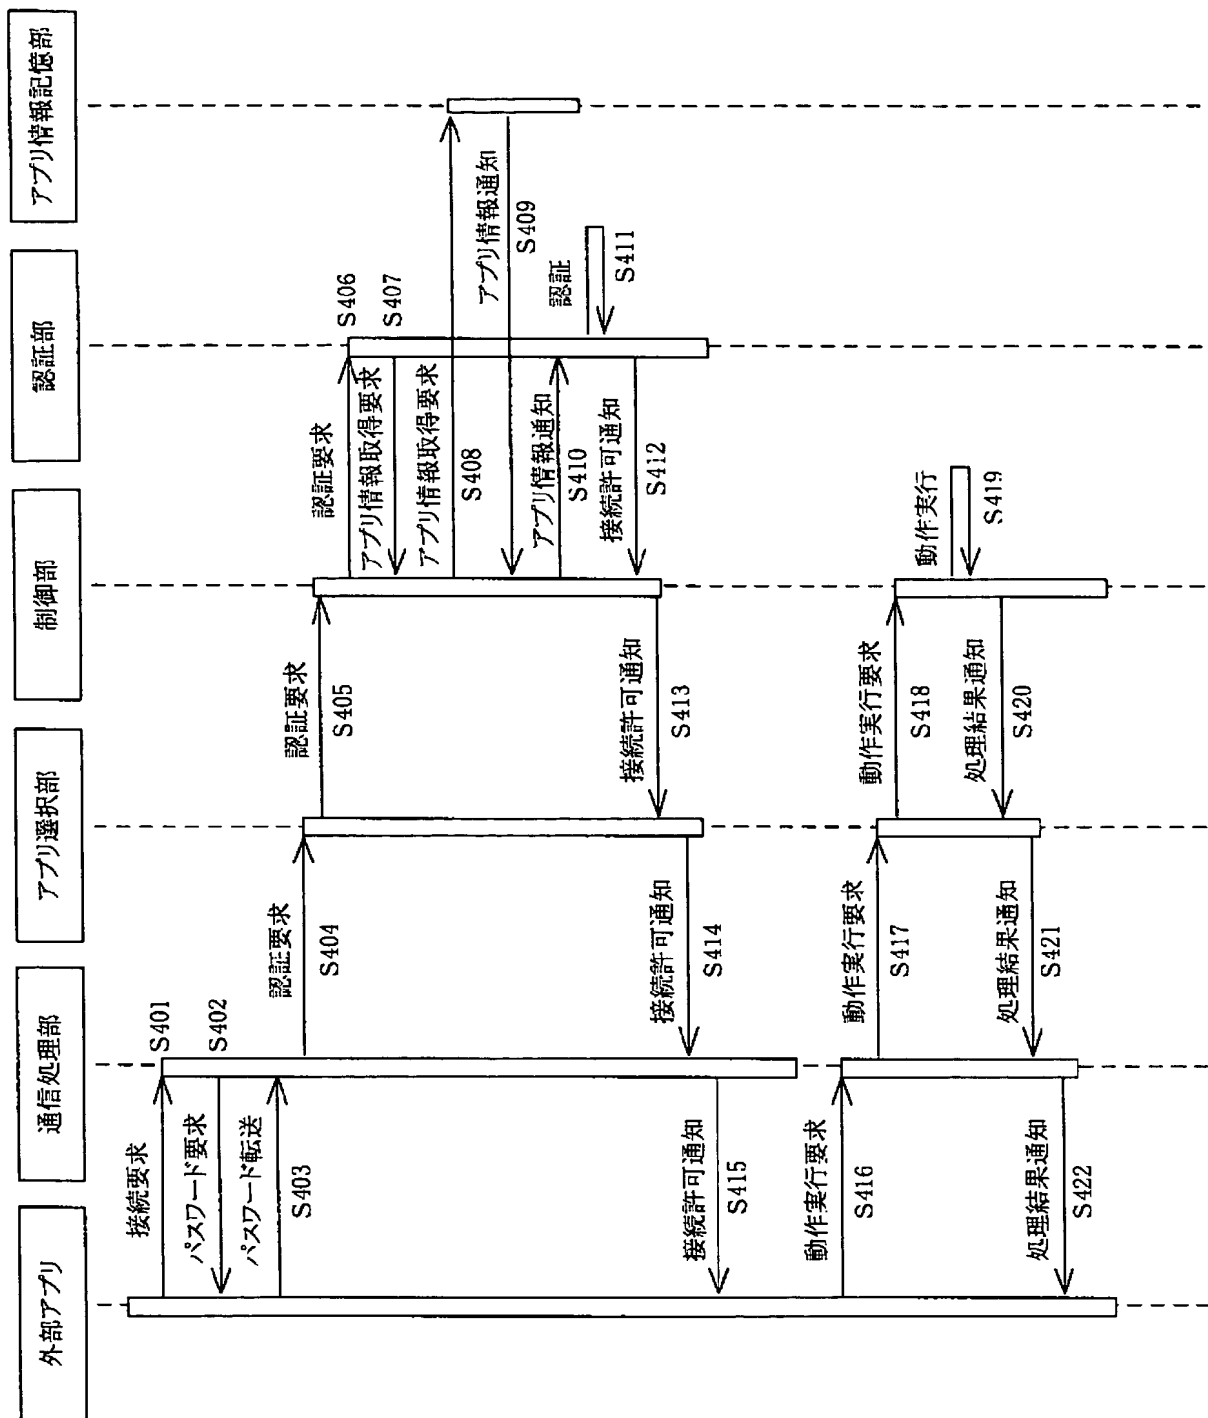 外部アプリ
通信処理部
アプリ選択部
制御部
認証部
アプリ情報記憶部
接続要求
S401
パスワード要求
S402
パスワード転送
S403
認証要求
S404
認証要求
S405
認証要求
S406
アプリ情報取得要求
S407
アプリ情報取得要求
S408
アプリ情報通知
S409
アプリ情報通知
S410
認証
S411
接続許可通知
S412
接続許可通知
S413
接続許可通知
S414
接続許可通知
S415
動作実行要求
S416
動作実行要求
S417
動作実行要求
S418
動作実行
S419
処理結果通知
S420
処理結果通知
S421
処理結果通知
S422